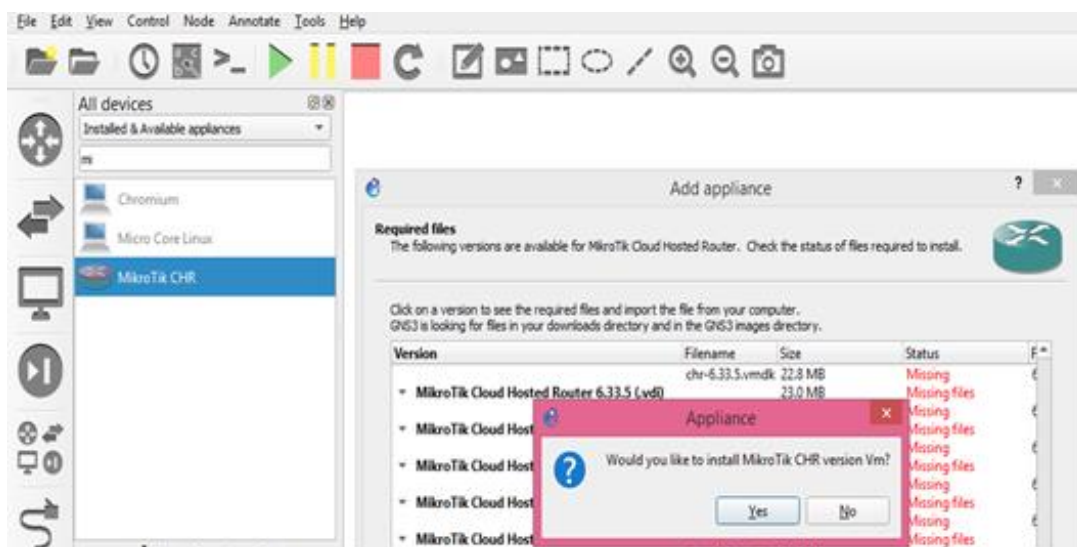 File Edit View Control Node Annotate Tools Help
All devices
Installed & Available appliances
m
Chromium
Micro Core Linux
MikroTik CHR
Add appliance
?
Required files
The following versions are available for MikroTik Cloud Hosted Router. Check the status of files required to install.
Click on a version to see the required files and import the file from your computer.
GNS3 is looking for files in your downloads directory and in the GNS3 images directory.
Version Filename Size Status F
chr-6.33.5.vmdk 22.8 MB Missing 6
MikroTik Cloud Hosted Router 6.33.5 (.vdi) 23.0 MB Missing files
Missing 6
MikroTik Cloud Host Missing files
Missing 6
MikroTik Cloud Host Missing files
Missing 6
MikroTik Cloud Host Missing files
Missing 6
MikroTik Cloud Host Missing files
Appliance
Would you like to install MikroTik CHR version Vm?
Yes No